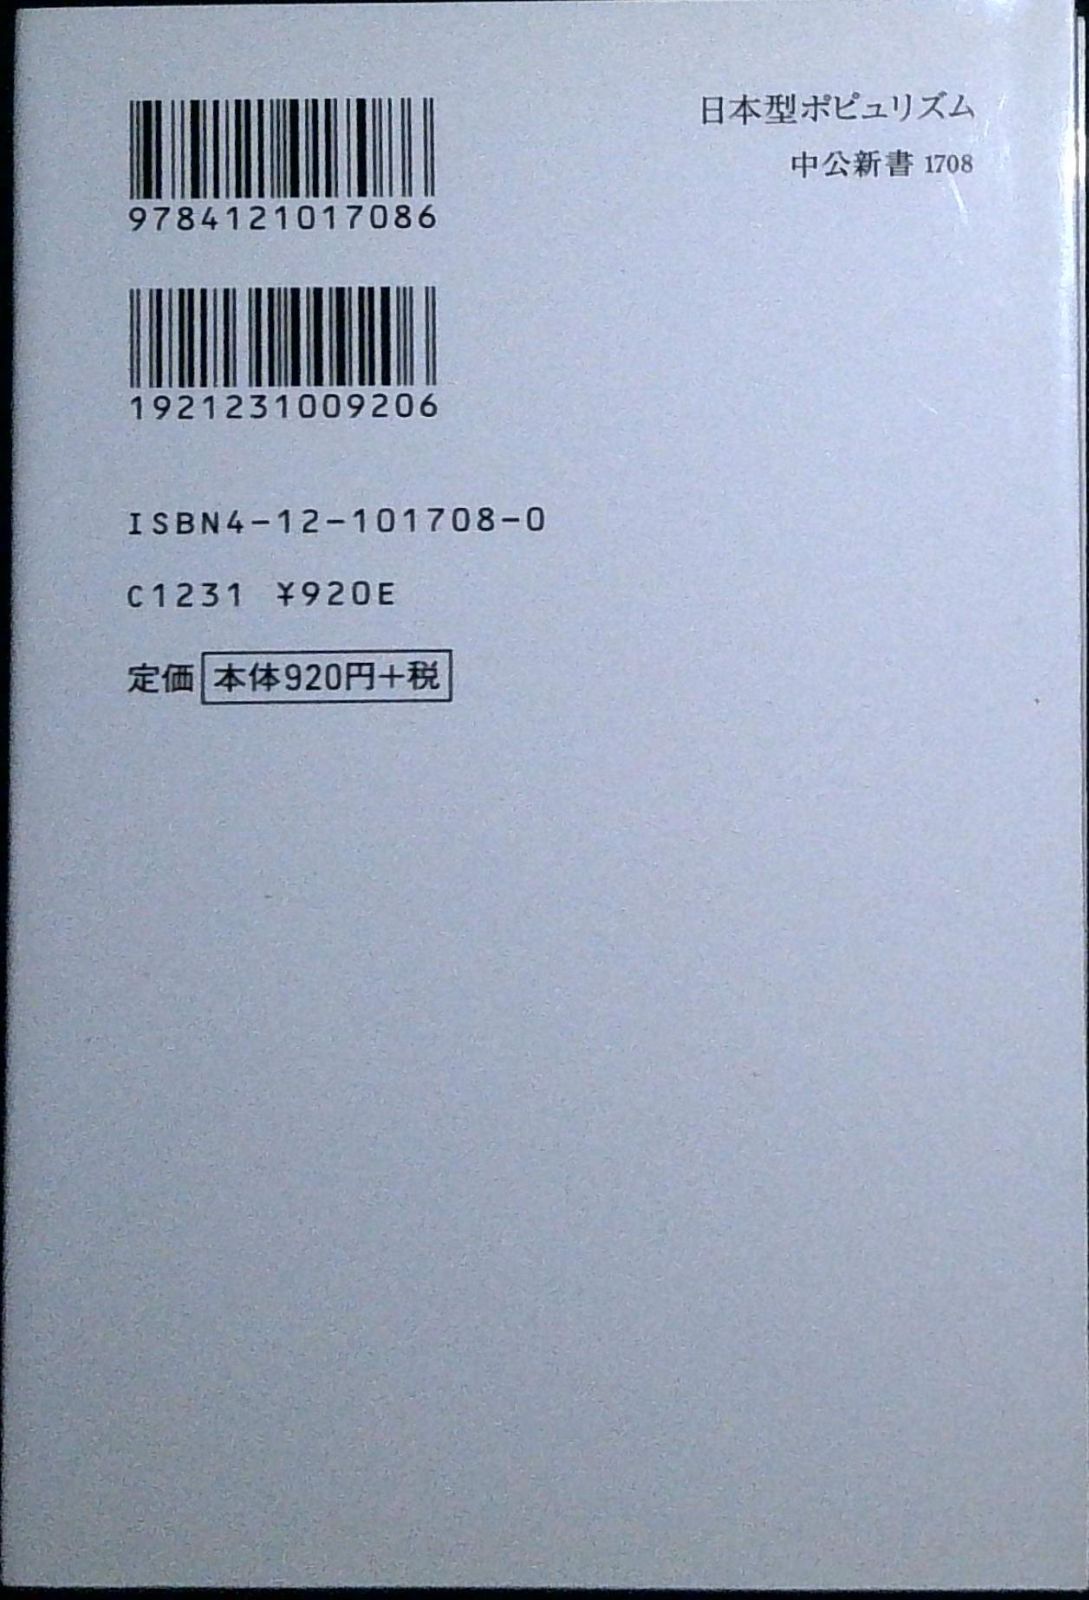 日本型ポピュリズム
中公新書 1708
9784121017086
1921231009206
ISBN4-12-101708-0
C1231 ¥920E
定価 本体920円+税